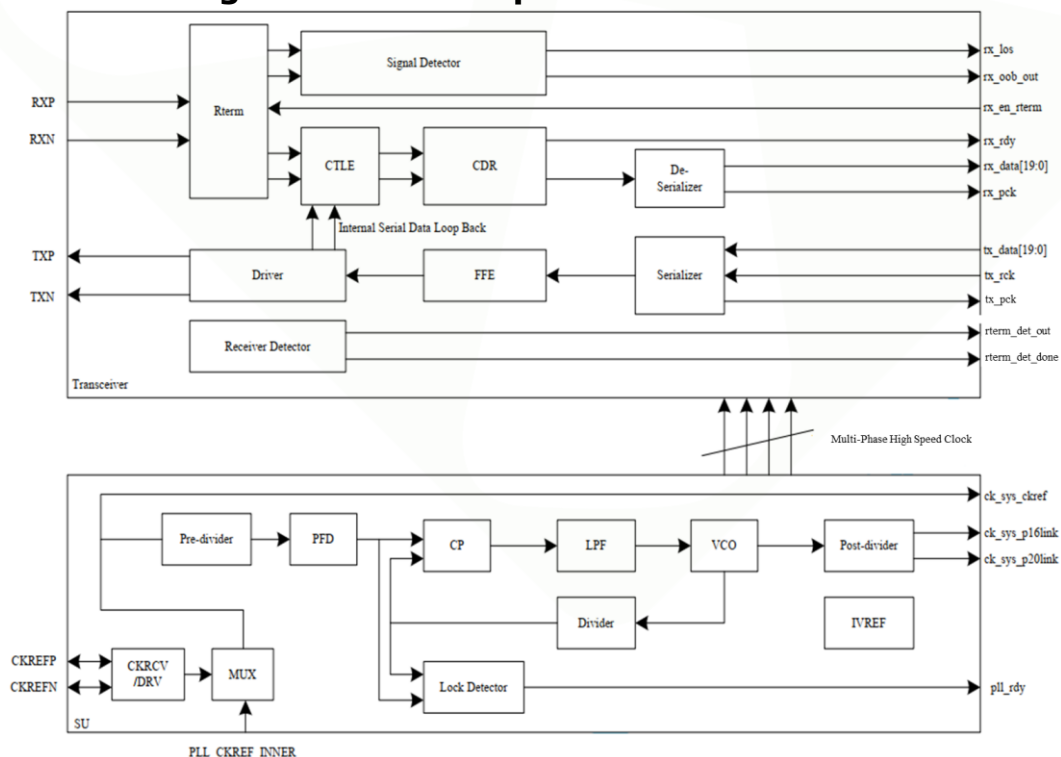 Signal Detector
rx_los
rx_oob_out
RXP
Rterm
rx_en_rterm
RXN
rx_rdy
CTLE
CDR
De-
Serializer
rx_data[19:0]
rx_pck
Internal Serial Data Loop Back
TXP
tx_data[19:0]
Driver
FFE
Serializer
tx_rck
TXN
tx_pck
rterm_det_out
Receiver Detector
rterm_det_done
Transceiver
Multi-Phase High Speed Clock
ck_sys_ckref
Pre-divider
PFD
CP
LPF
VCO
Post-divider
ck_sys_p16link
ck_sys_p20link
Divider
IVREF
CKREFP
CKRCV
/DRV
MUX
CKREFN
Lock Detector
pll_rdy
SU
PLL_CKREF_INNER